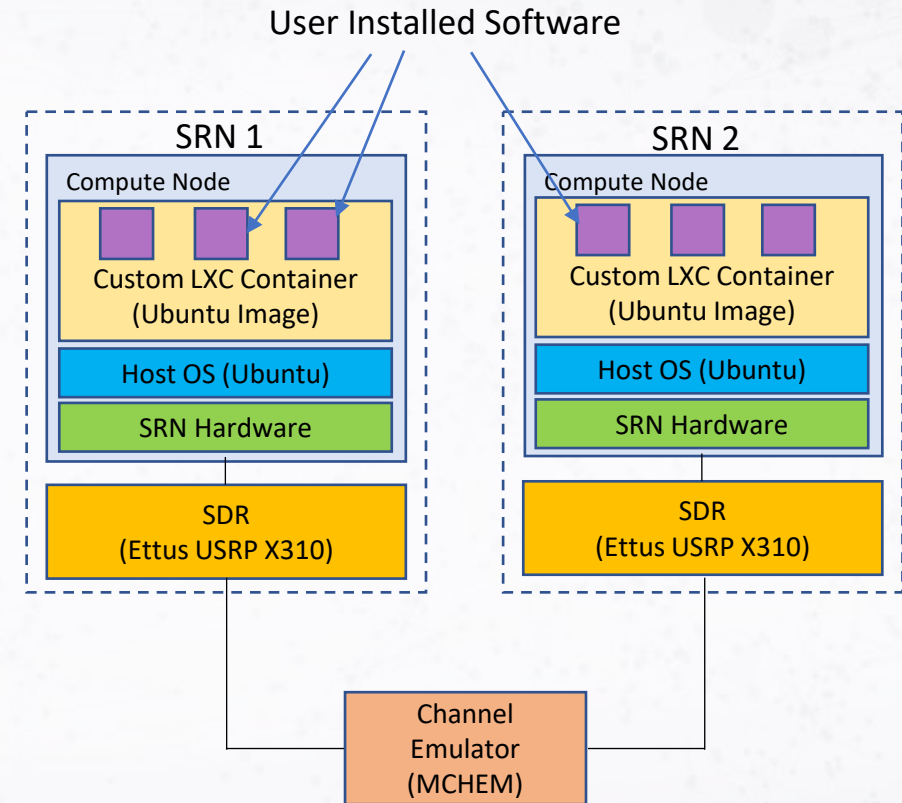 User Installed Software
SRN 1
Compute Node
Custom LXC Container
(Ubuntu Image)
Host OS (Ubuntu)
SRN Hardware
SDR
(Ettus USRP X310)
SRN 2
Compute Node
Custom LXC Container
(Ubuntu Image)
Host OS (Ubuntu)
SRN Hardware
SDR
(Ettus USRP X310)
Channel
Emulator
(MCHEM)